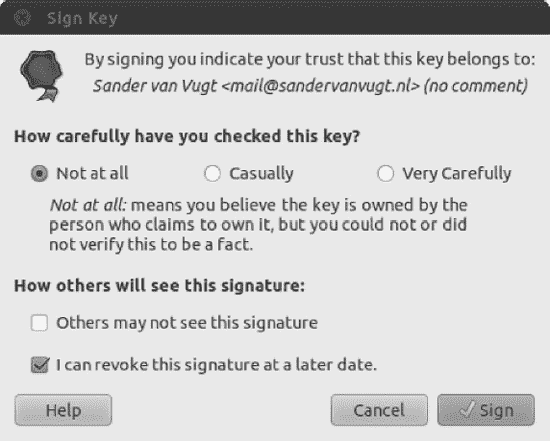 Sign Key
By signing you indicate your trust that this key belongs to:
Sander van Vugt <mail@sandervanvugt.nl> (no comment)
How carefully have you checked this key?
Not at all Casually Very Carefully
Not at all: means you believe the key is owned by the
person who claims to own it, but you could not or did
not verify this to be a fact.
How others will see this signature:
Others may not see this signature
I can revoke this signature at a later date.
Help Cancel Sign